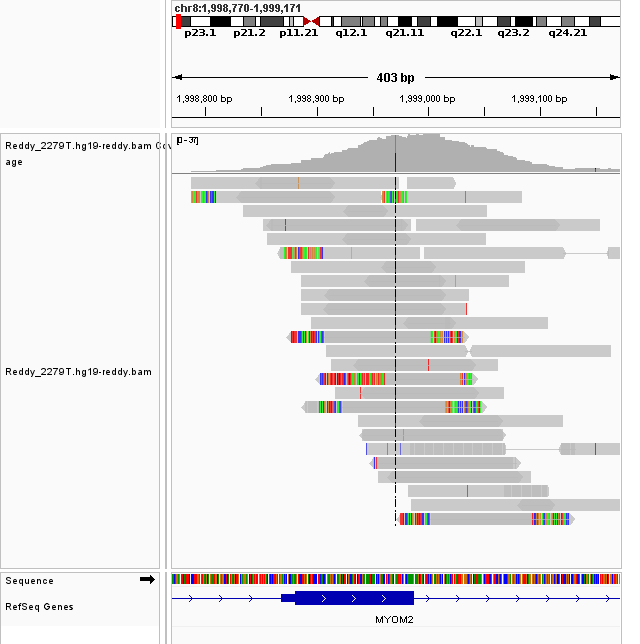 chr8:1,998,770-1,999,171
p23.1 p21.2 p11.21 q12.1 q21.11 q22.1 q23.2 q24.21
403 bp
1,998,800 bp 1,998,900 bp 1,999,000 bp 1,999,100 bp
Reddy_2279T.hg19-reddy.bam Cov
age
[0 - 37]
Reddy_2279T.hg19-reddy.bam
Sequence
RefSeq Genes
MYOM2